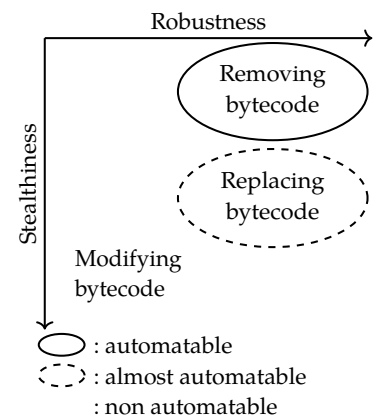 Robustness
Removing
bytecode
Replacing
bytecode
Stealthiness
Modifying
bytecode
: automatable
: almost automatable
: non automatable